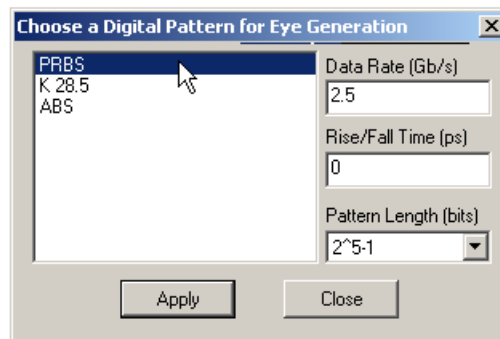 Choose a Digital Pattern for Eye Generation
PRBS
K 28.5
ABS
Data Rate (Gb/s)
2.5
Rise/Fall Time (ps)
0
Pattern Length (bits)
2^5-1
Apply
Close